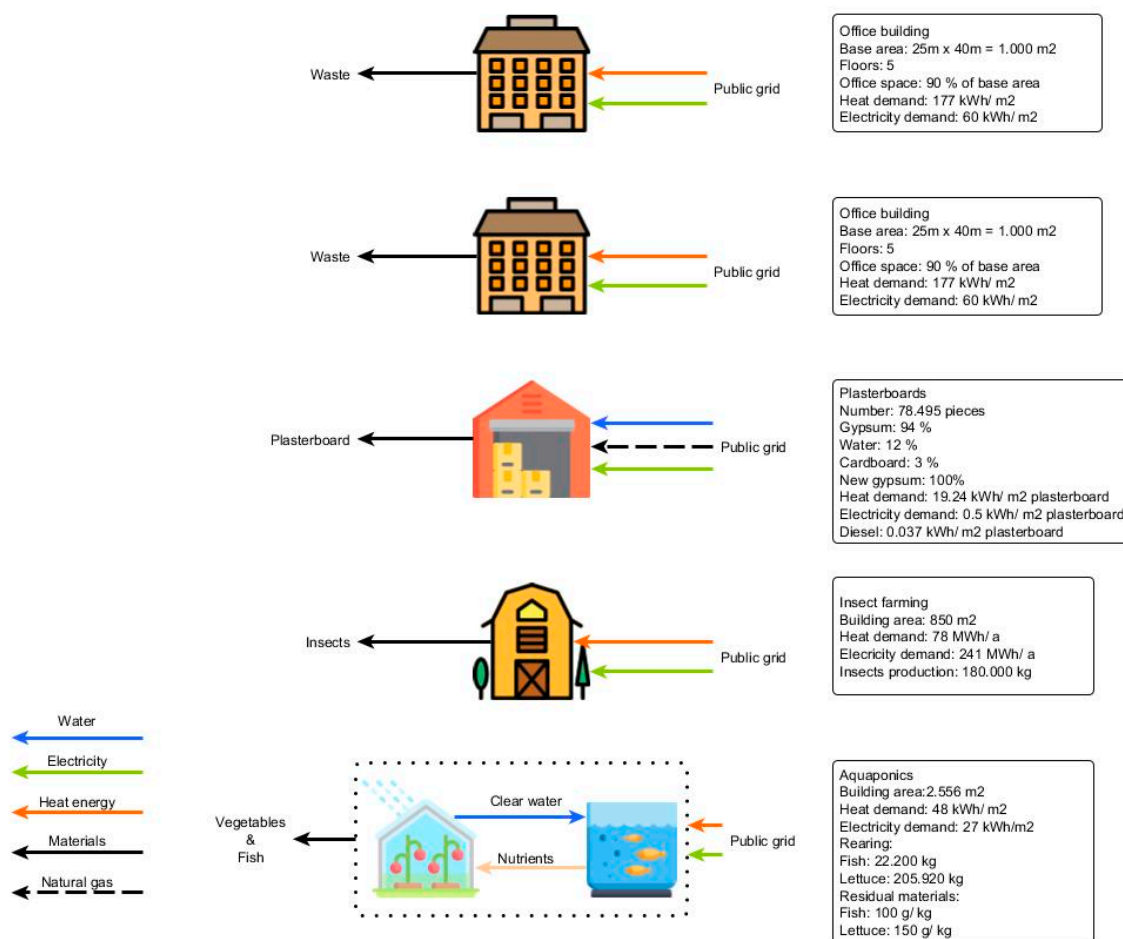 Office building
Base area: 25m x 40m = 1.000 m2
Floors: 5
Office space: 90 % of base area
Heat demand: 177 kWh/ m2
Electricity demand: 60 kWh/ m2
Waste
Public grid
Office building
Base area: 25m x 40m = 1.000 m2
Floors: 5
Office space: 90 % of base area
Heat demand: 177 kWh/ m2
Electricity demand: 60 kWh/ m2
Waste
Public grid
Plasterboards
Number: 78.495 pieces
Gypsum: 94 %
Water: 12 %
Cardboard: 3 %
New gypsum: 100%
Heat demand: 19.24 kWh/ m2 plasterboard
Electricity demand: 0.5 kWh/ m2 plasterboard
Diesel: 0.037 kWh/ m2 plasterboard
Plasterboard
Public grid
Insect farming
Building area: 850 m2
Heat demand: 78 MWh/ a
Elecricity demand: 241 MWh/ a
Insects production: 180.000 kg
Insects
Public grid
Water
Electricity
Heat energy
Materials
Natural gas
Vegetables
&
Fish
Clear water
Nutrients
Public grid
Aquaponics
Building area:2.556 m2
Heat demand: 48 kWh/ m2
Electricity demand: 27 kWh/m2
Rearing:
Fish: 22.200 kg
Lettuce: 205.920 kg
Residual materials:
Fish: 100 g/ kg
Lettuce: 150 g/ kg